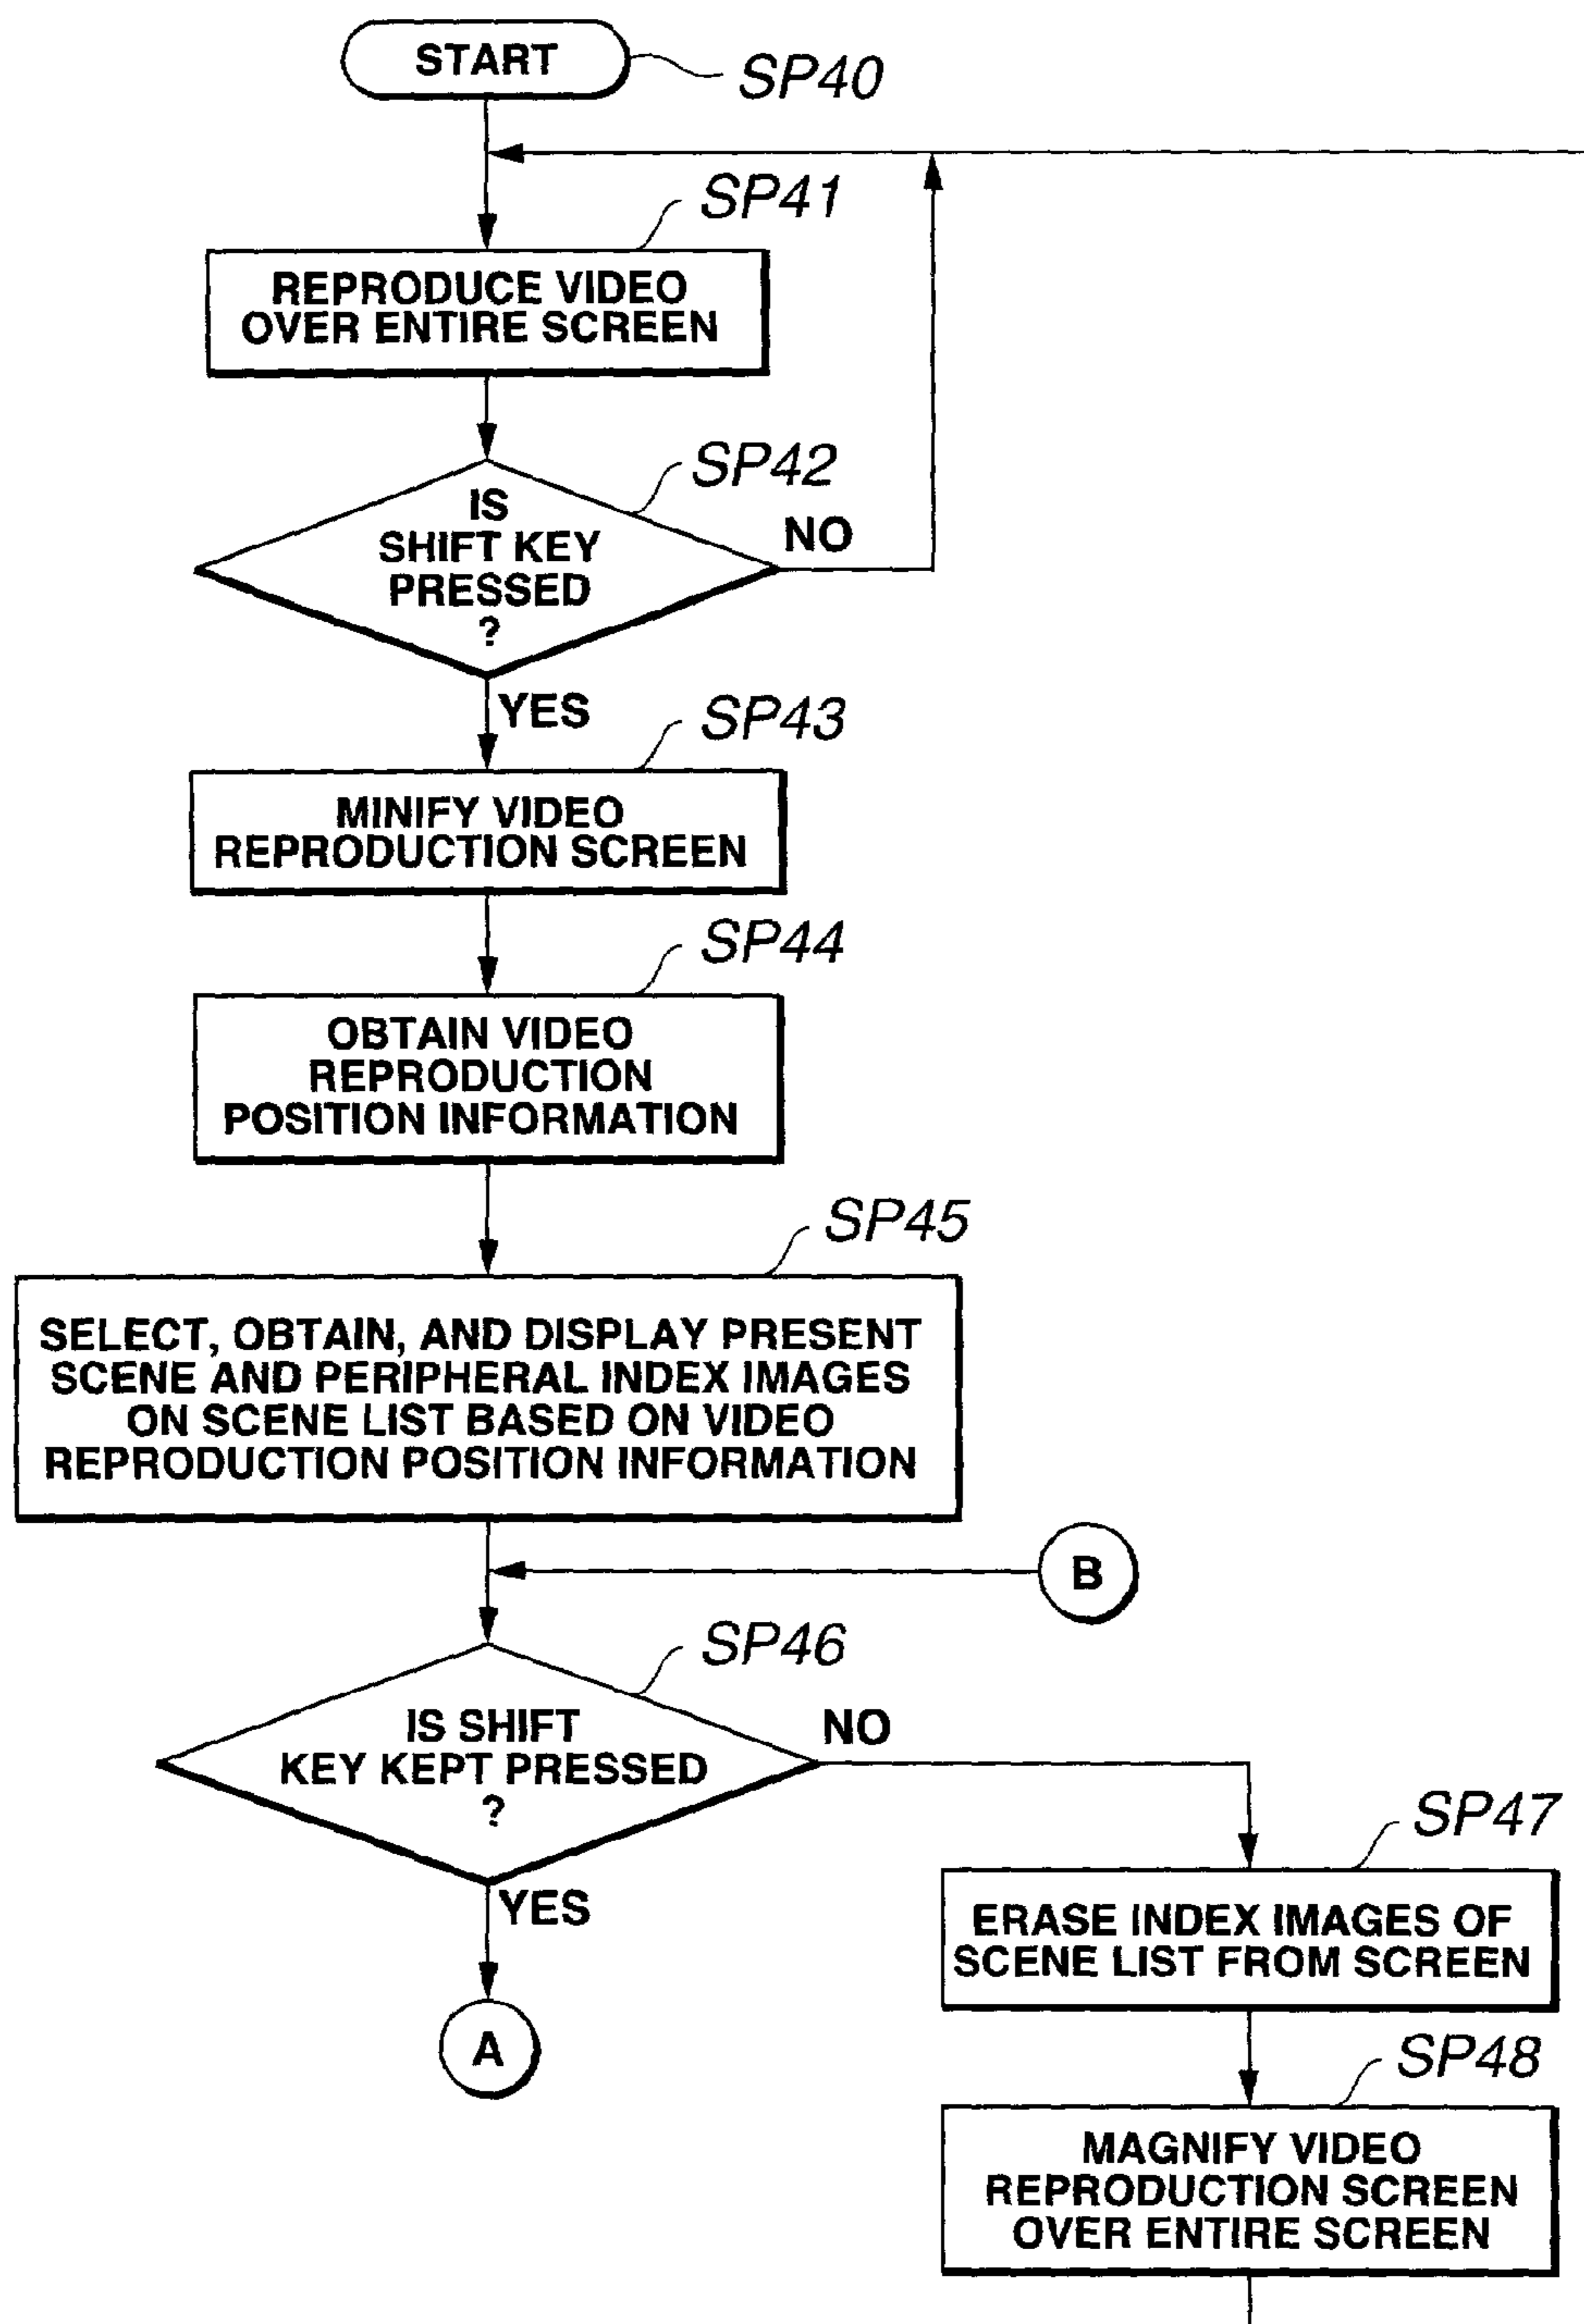 START
SP40
SP41
REPRODUCE VIDEO
OVER ENTIRE SCREEN
SP42
IS
SHIFT KEY
PRESSED
?
NO
YES
SP43
MINIFY VIDEO
REPRODUCTION SCREEN
SP44
OBTAIN VIDEO
REPRODUCTION
POSITION INFORMATION
SP45
SELECT, OBTAIN, AND DISPLAY PRESENT
SCENE AND PERIPHERAL INDEX IMAGES
ON SCENE LIST BASED ON VIDEO
REPRODUCTION POSITION INFORMATION
B
SP46
IS SHIFT
KEY KEPT PRESSED
?
NO
YES
A
SP47
ERASE INDEX IMAGES OF
SCENE LIST FROM SCREEN
SP48
MAGNIFY VIDEO
REPRODUCTION SCREEN
OVER ENTIRE SCREEN